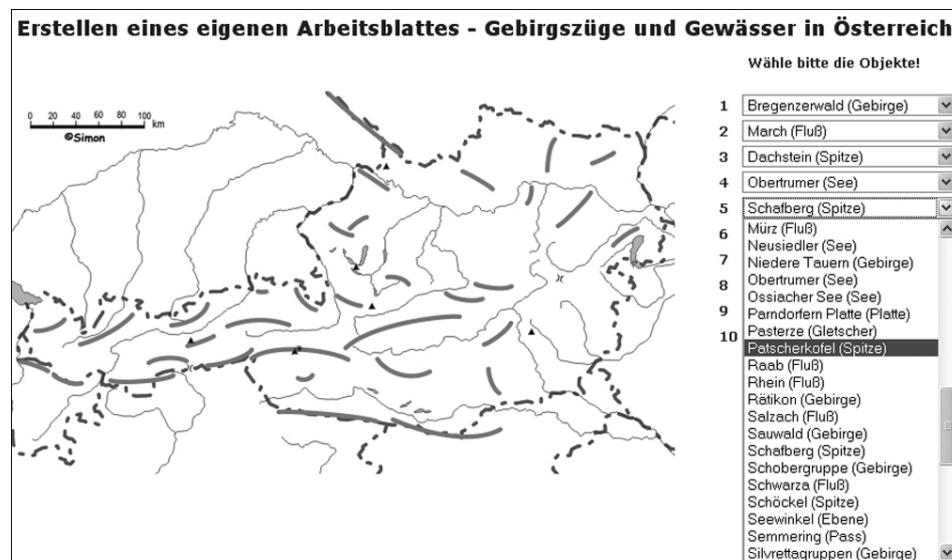 Erstellen eines eigenen Arbeitsblattes - Gebirgszüge und Gewässer in Österreich
Wähle bitte die Objekte!
0 20 40 60 80 100 km
©Simon
1 Bregenzerwald (Gebirge)
2 March (Fluß)
3 Dachstein (Spitze)
4 Obertrumer (See)
5 Schafberg (Spitze)
6
7
8
9
10
Mürz (Fluß)
Neusiedler (See)
Niedere Tauern (Gebirge)
Obertrumer (See)
Ossiacher See (See)
Parndorfern Platte (Platte)
Pasterze (Gletscher)
Patscherkofel (Spitze)
Raab (Fluß)
Rhein (Fluß)
Rätikon (Gebirge)
Salzach (Fluß)
Sauwald (Gebirge)
Schafberg (Spitze)
Schobergruppe (Gebirge)
Schwarza (Fluß)
Schöckel (Spitze)
Seewinkel (Ebene)
Semmering (Pass)
Silvrettagruppen (Gebirge)